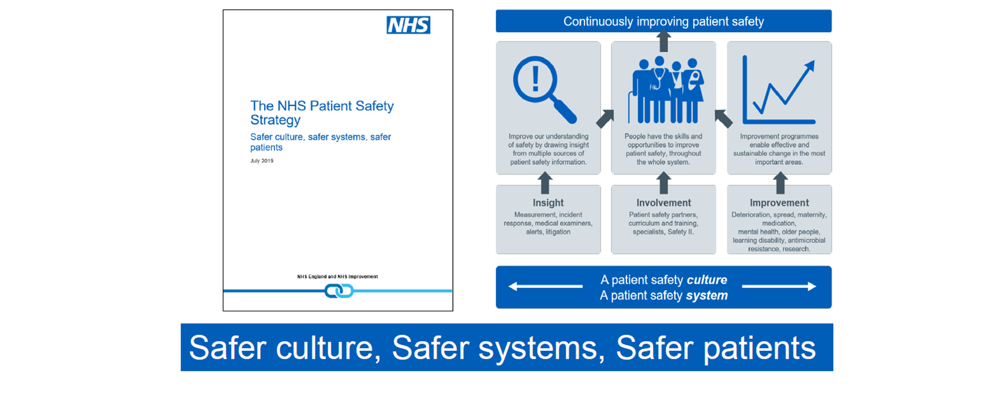 NHS
The NHS Patient Safety
Strategy
Safer culture, safer systems, safer
patients
July 2019
NHS England and NHS Improvement
Continuously improving patient safety
Improve our understanding
of safety by drawing insight
from multiple sources of
patient safety information.
People have the skills and
opportunities to improve
patient safety, throughout
the whole system.
Improvement programmes
enable effective and
sustainable change in the most
important areas.
Insight
Measurement, incident
response, medical examiners,
alerts, litigation
Involvement
Patient safety partners,
curriculum and training,
specialists, Safety II.
Improvement
Deterioration, spread, maternity,
medication,
mental health, older people,
learning disability, antimicrobial
resistance, research.
A patient safety culture
A patient safety system
Safer culture, Safer systems, Safer patients